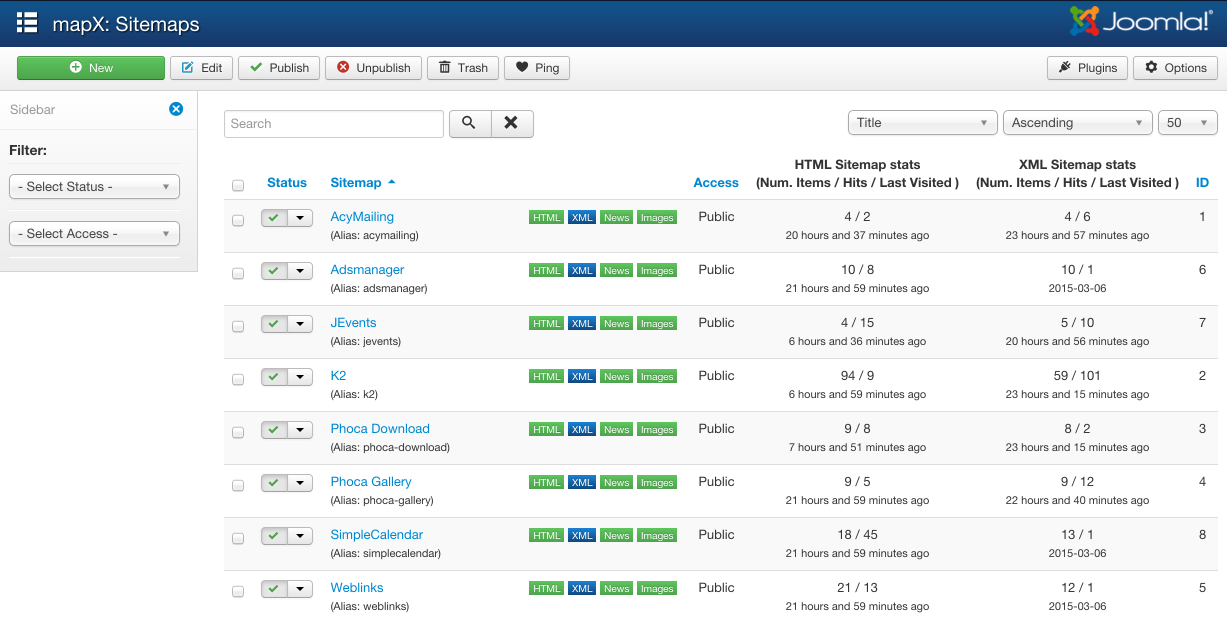 mapX: Sitemaps
Joomla!®
New
Edit
Publish
Unpublish
Trash
Ping
Plugins
Options
Sidebar
Filter:
- Select Status -
- Select Access -
Search
Title
Ascending
50
Status
Sitemap
Access
HTML Sitemap stats
(Num. Items / Hits / Last Visited )
XML Sitemap stats
(Num. Items / Hits / Last Visited )
ID
AcyMailing HTML XML News Images Public 4 / 2 4 / 6 1
(Alias: acymailing) 20 hours and 37 minutes ago 23 hours and 57 minutes ago
Adsmanager HTML XML News Images Public 10 / 8 10 / 1 6
(Alias: adsmanager) 21 hours and 59 minutes ago 2015-03-06
JEvents HTML XML News Images Public 4 / 15 5 / 10 7
(Alias: jevents) 6 hours and 36 minutes ago 20 hours and 56 minutes ago
K2 HTML XML News Images Public 94 / 9 59 / 101 2
(Alias: k2) 6 hours and 59 minutes ago 23 hours and 15 minutes ago
Phoca Download HTML XML News Images Public 9 / 8 8 / 2 3
(Alias: phoca-download) 7 hours and 51 minutes ago 23 hours and 15 minutes ago
Phoca Gallery HTML XML News Images Public 9 / 5 9 / 12 4
(Alias: phoca-gallery) 21 hours and 59 minutes ago 22 hours and 40 minutes ago
SimpleCalendar HTML XML News Images Public 18 / 45 13 / 1 8
(Alias: simplecalendar) 21 hours and 59 minutes ago 2015-03-06
Weblinks HTML XML News Images Public 21 / 13 12 / 1 5
(Alias: weblinks) 21 hours and 59 minutes ago 2015-03-06